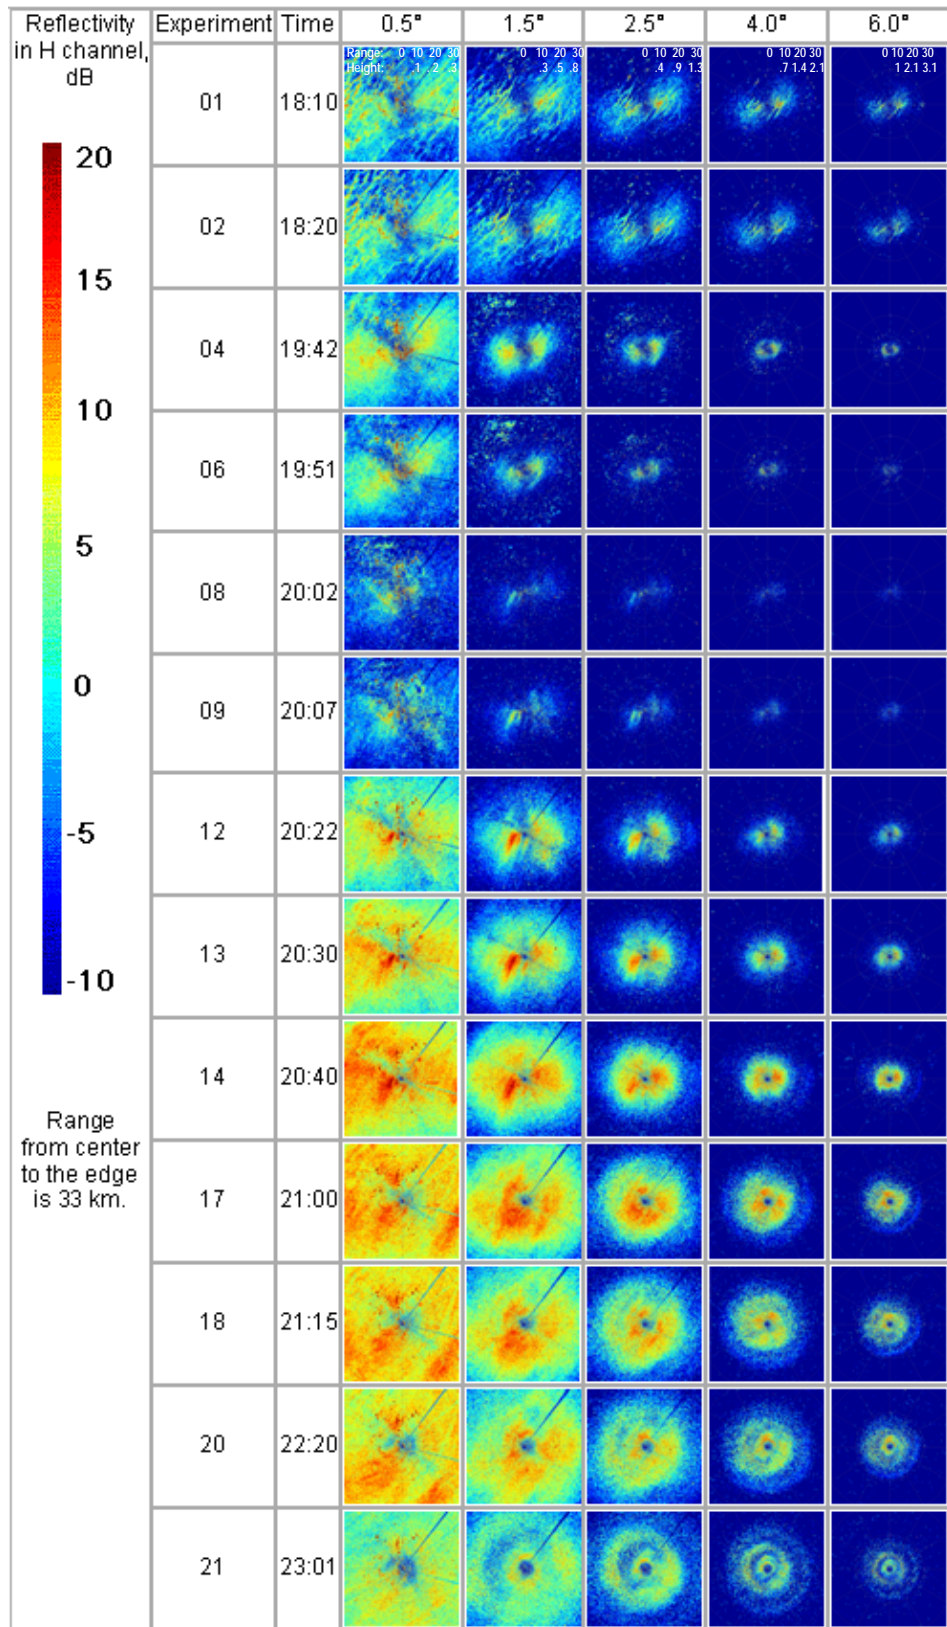 Reflectivity in H channel, dB
Experiment Time 0.5° 1.5° 2.5° 4.0° 6.0°
Range: 0 10 20 30 0 10 20 30 0 10 20 30 0 10 20 30 0 10 20 30
Height: .1 .2 .3 .3 .5 .8 .4 .9 1.3 .7 1.4 2.1 1 2.1 3.1
01 18:10
02 18:20
04 19:42
06 19:51
08 20:02
09 20:07
12 20:22
13 20:30
14 20:40
17 21:00
18 21:15
20 22:20
21 23:01
20
15
10
5
0
-5
-10
Range
from center
to the edge
is 33 km.